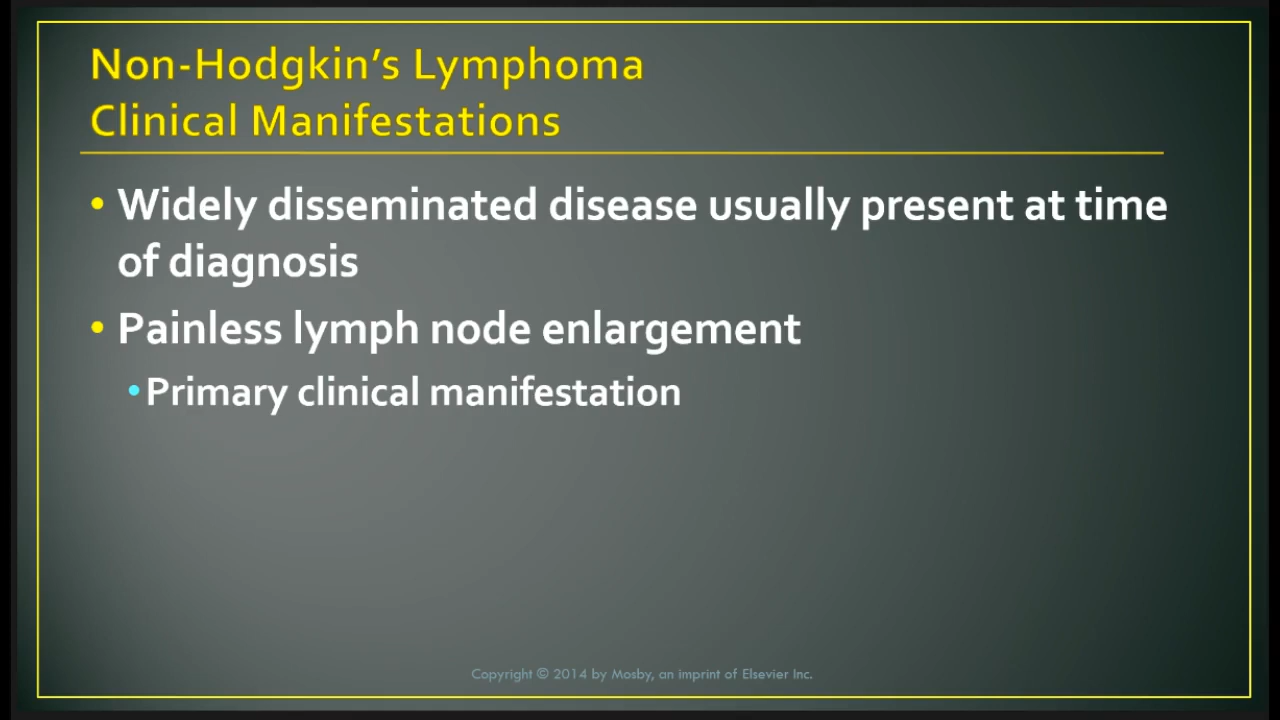 Non-Hodgkin’s Lymphoma
Clinical Manifestations
• Widely disseminated disease usually present at time
of diagnosis
• Painless lymph node enlargement
• Primary clinical manifestation
Copyright © 2014 by Mosby, an imprint of Elsevier Inc.